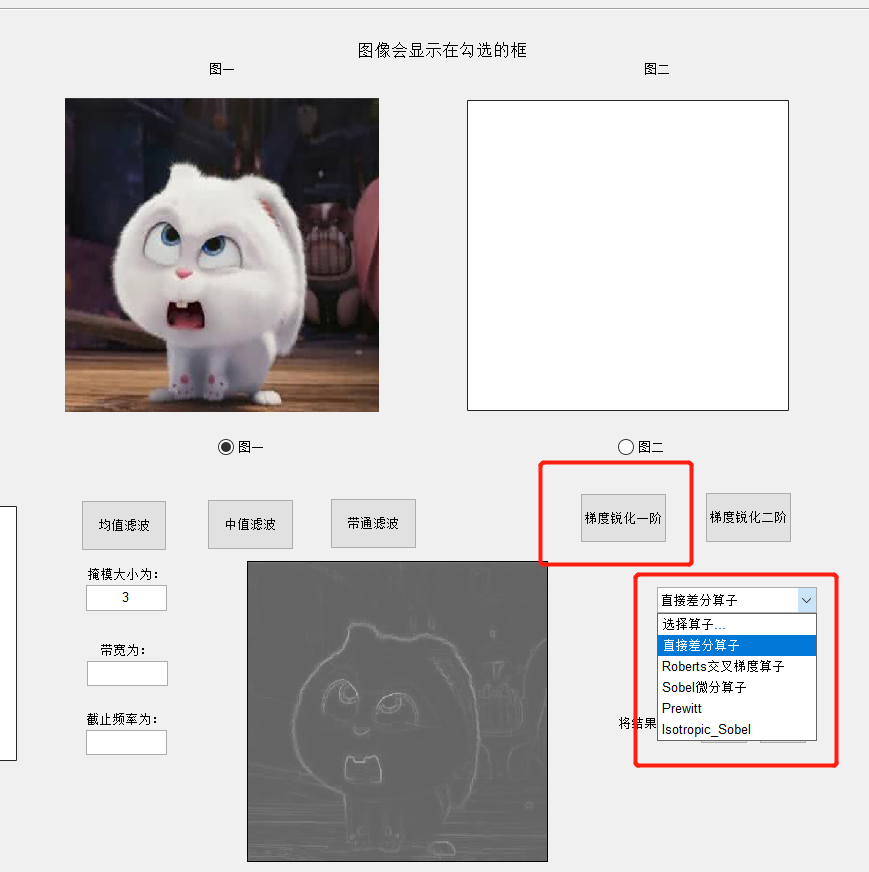 图像会显示在勾选的框
图一
图二
图一
图二
均值滤波
中值滤波
带通滤波
梯度锐化一阶
梯度锐化二阶
掩模大小为：
3
带宽为：
截止频率为：
直接差分算子
选择算子...
直接差分算子
Roberts交叉梯度算子
Sobel微分算子
Prewitt
Isotropic_Sobel
将结果